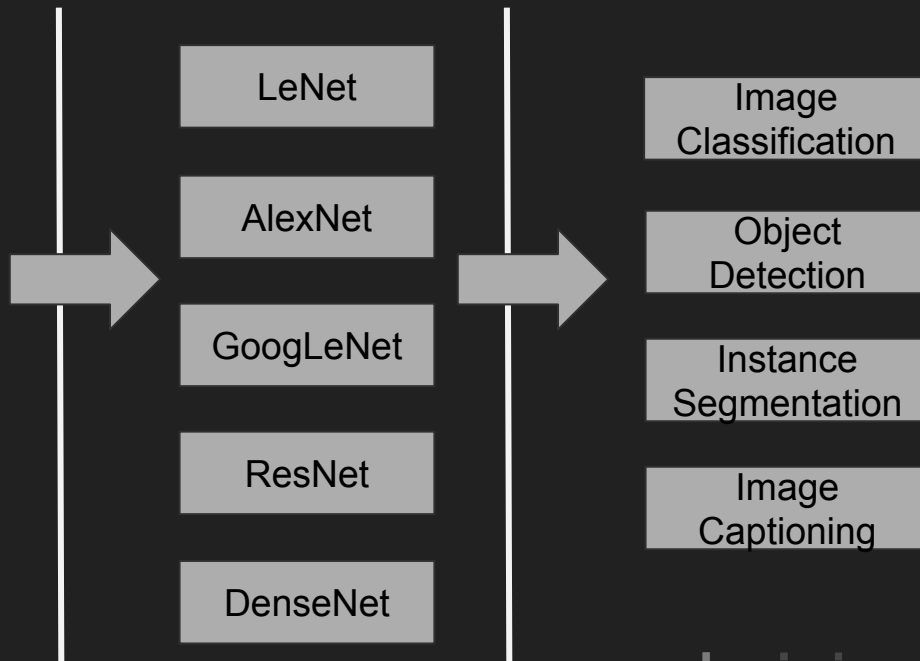 LeNet
AlexNet
GoogLeNet
ResNet
DenseNet
Image
Classification
Object
Detection
Instance
Segmentation
Image
Captioning